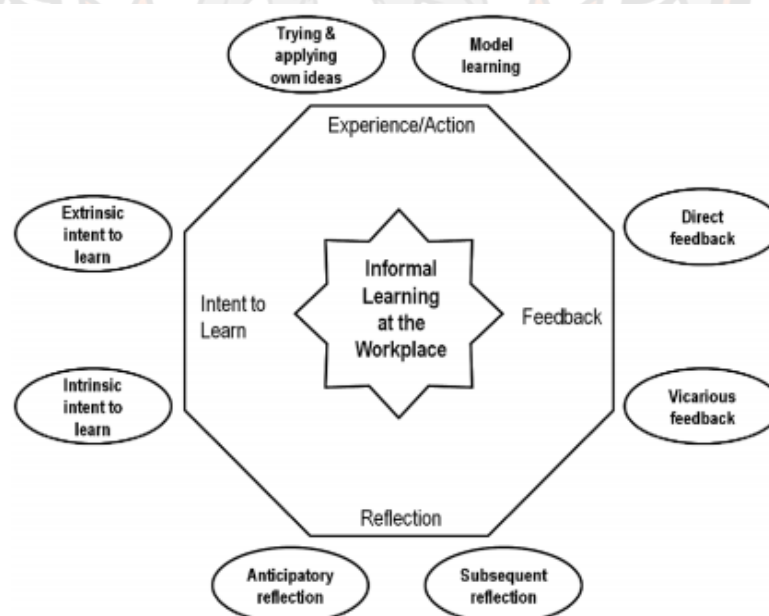 Trying &
applying
own ideas
Model
learning
Experience/Action
Extrinsic
intent to
learn
Direct
feedback
Informal
Learning
at the
Workplace
Intent to
Learn
Feedback
Intrinsic
intent to
learn
Vicarious
feedback
Reflection
Anticipatory
reflection
Subsequent
reflection